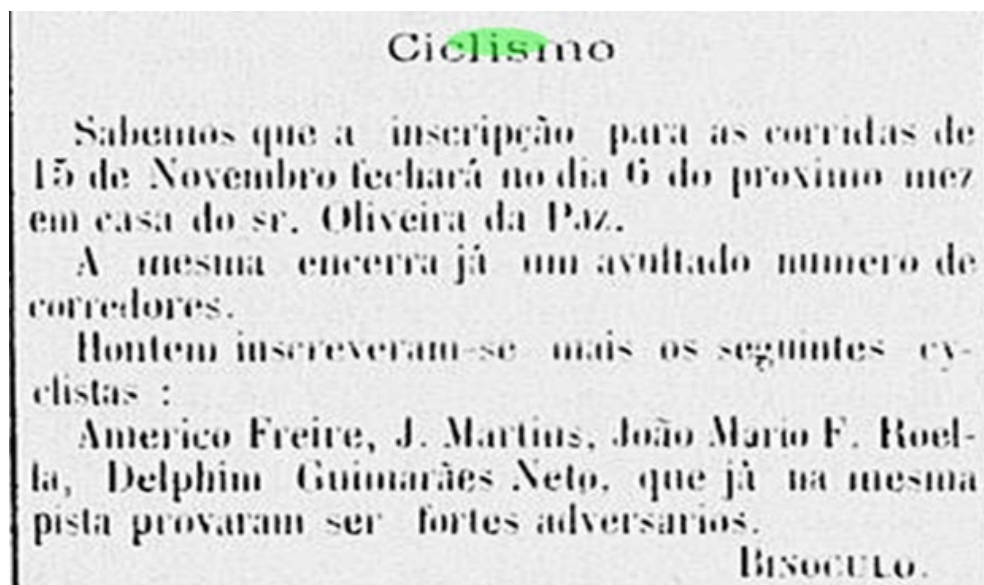 Ciclismo
Sabemos que a inscripção para as corridas de
15 de Novembro fechará no dia 6 do proximo mez
em casa do sr. Oliveira da Paz.
A mesma encerra já um avultado numero de
corredores.
Hontem inscreveram-se mais os seguintes cy-
clistas :
Americo Freire, J. Martins, João Mario F. Roel-
la, Delphim Guimarães Neto, que já na mesma
pista provaram ser fortes adversarios.
BINOCULO.